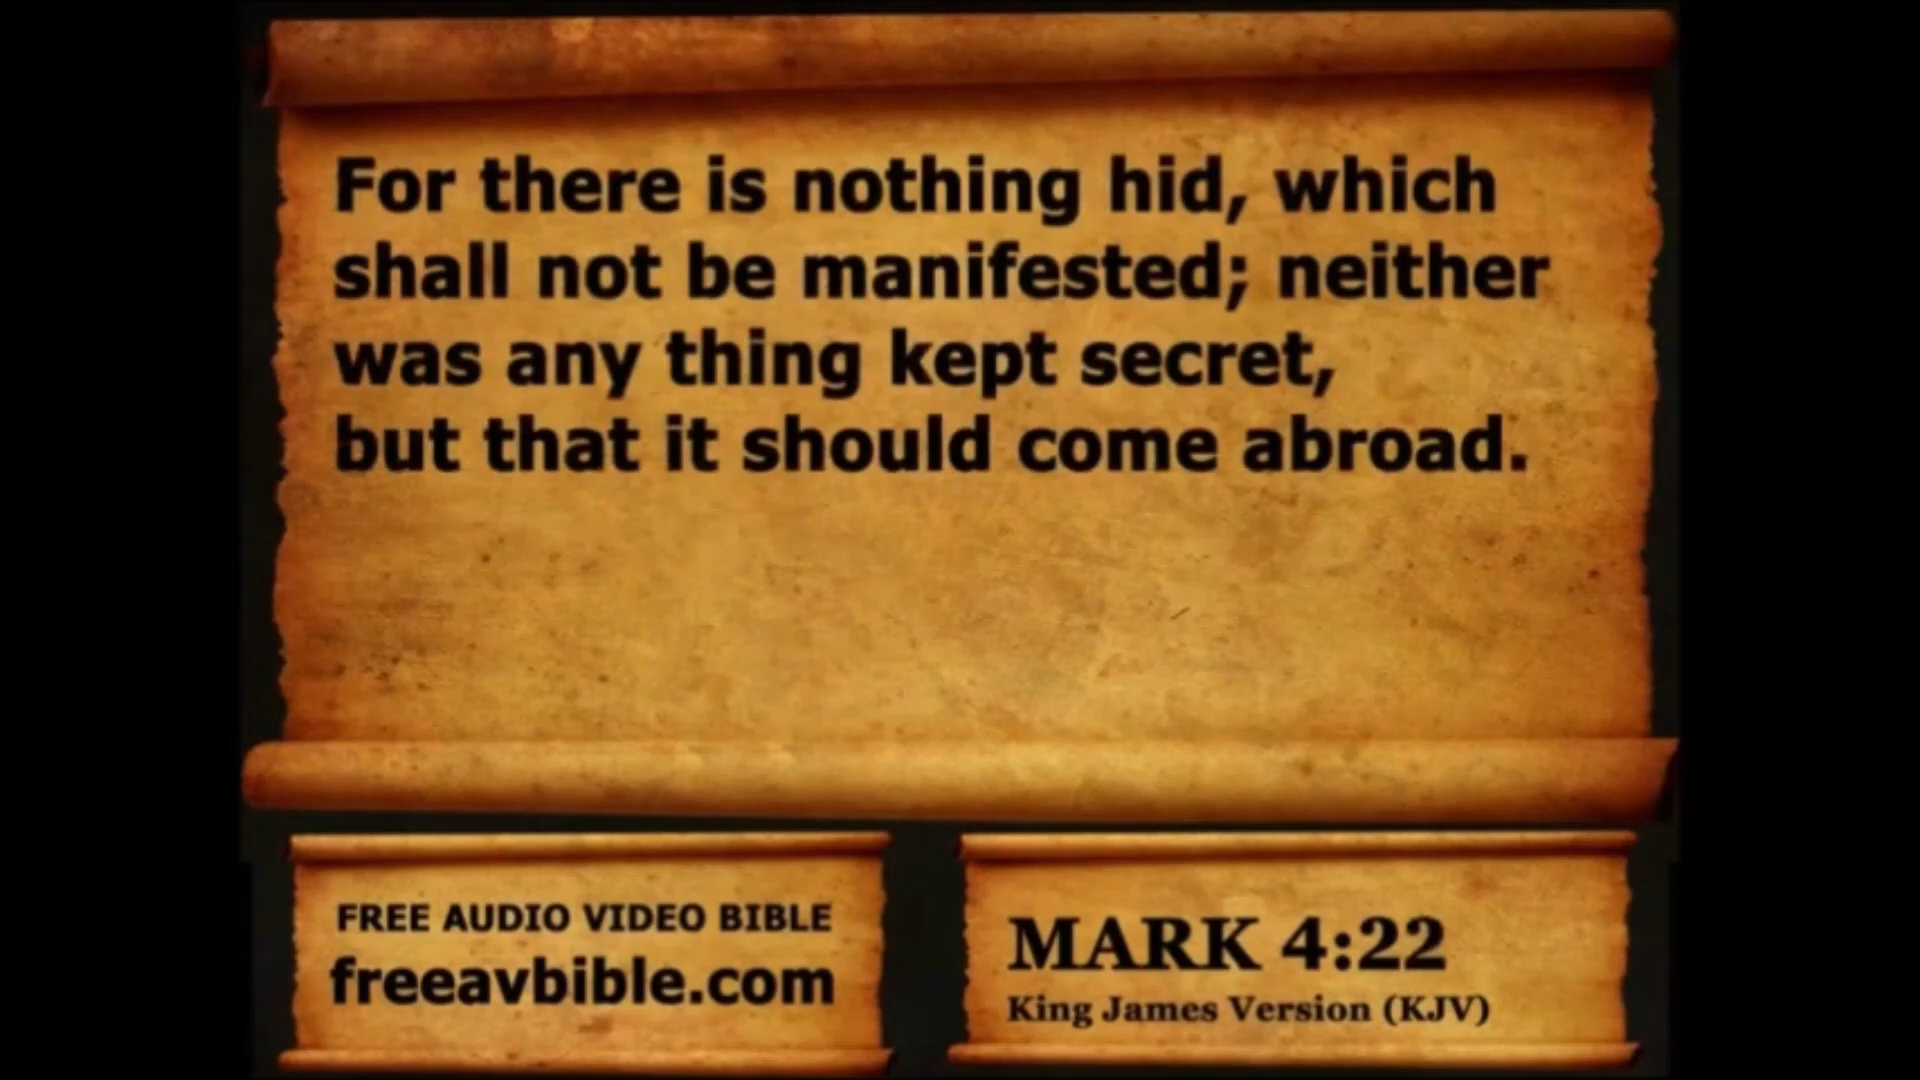 For there is nothing hid, which
shall not be manifested; neither
was any thing kept secret,
but that it should come abroad.
FREE AUDIO VIDEO BIBLE
freeavbible.com
MARK 4:22
King James Version (KJV)